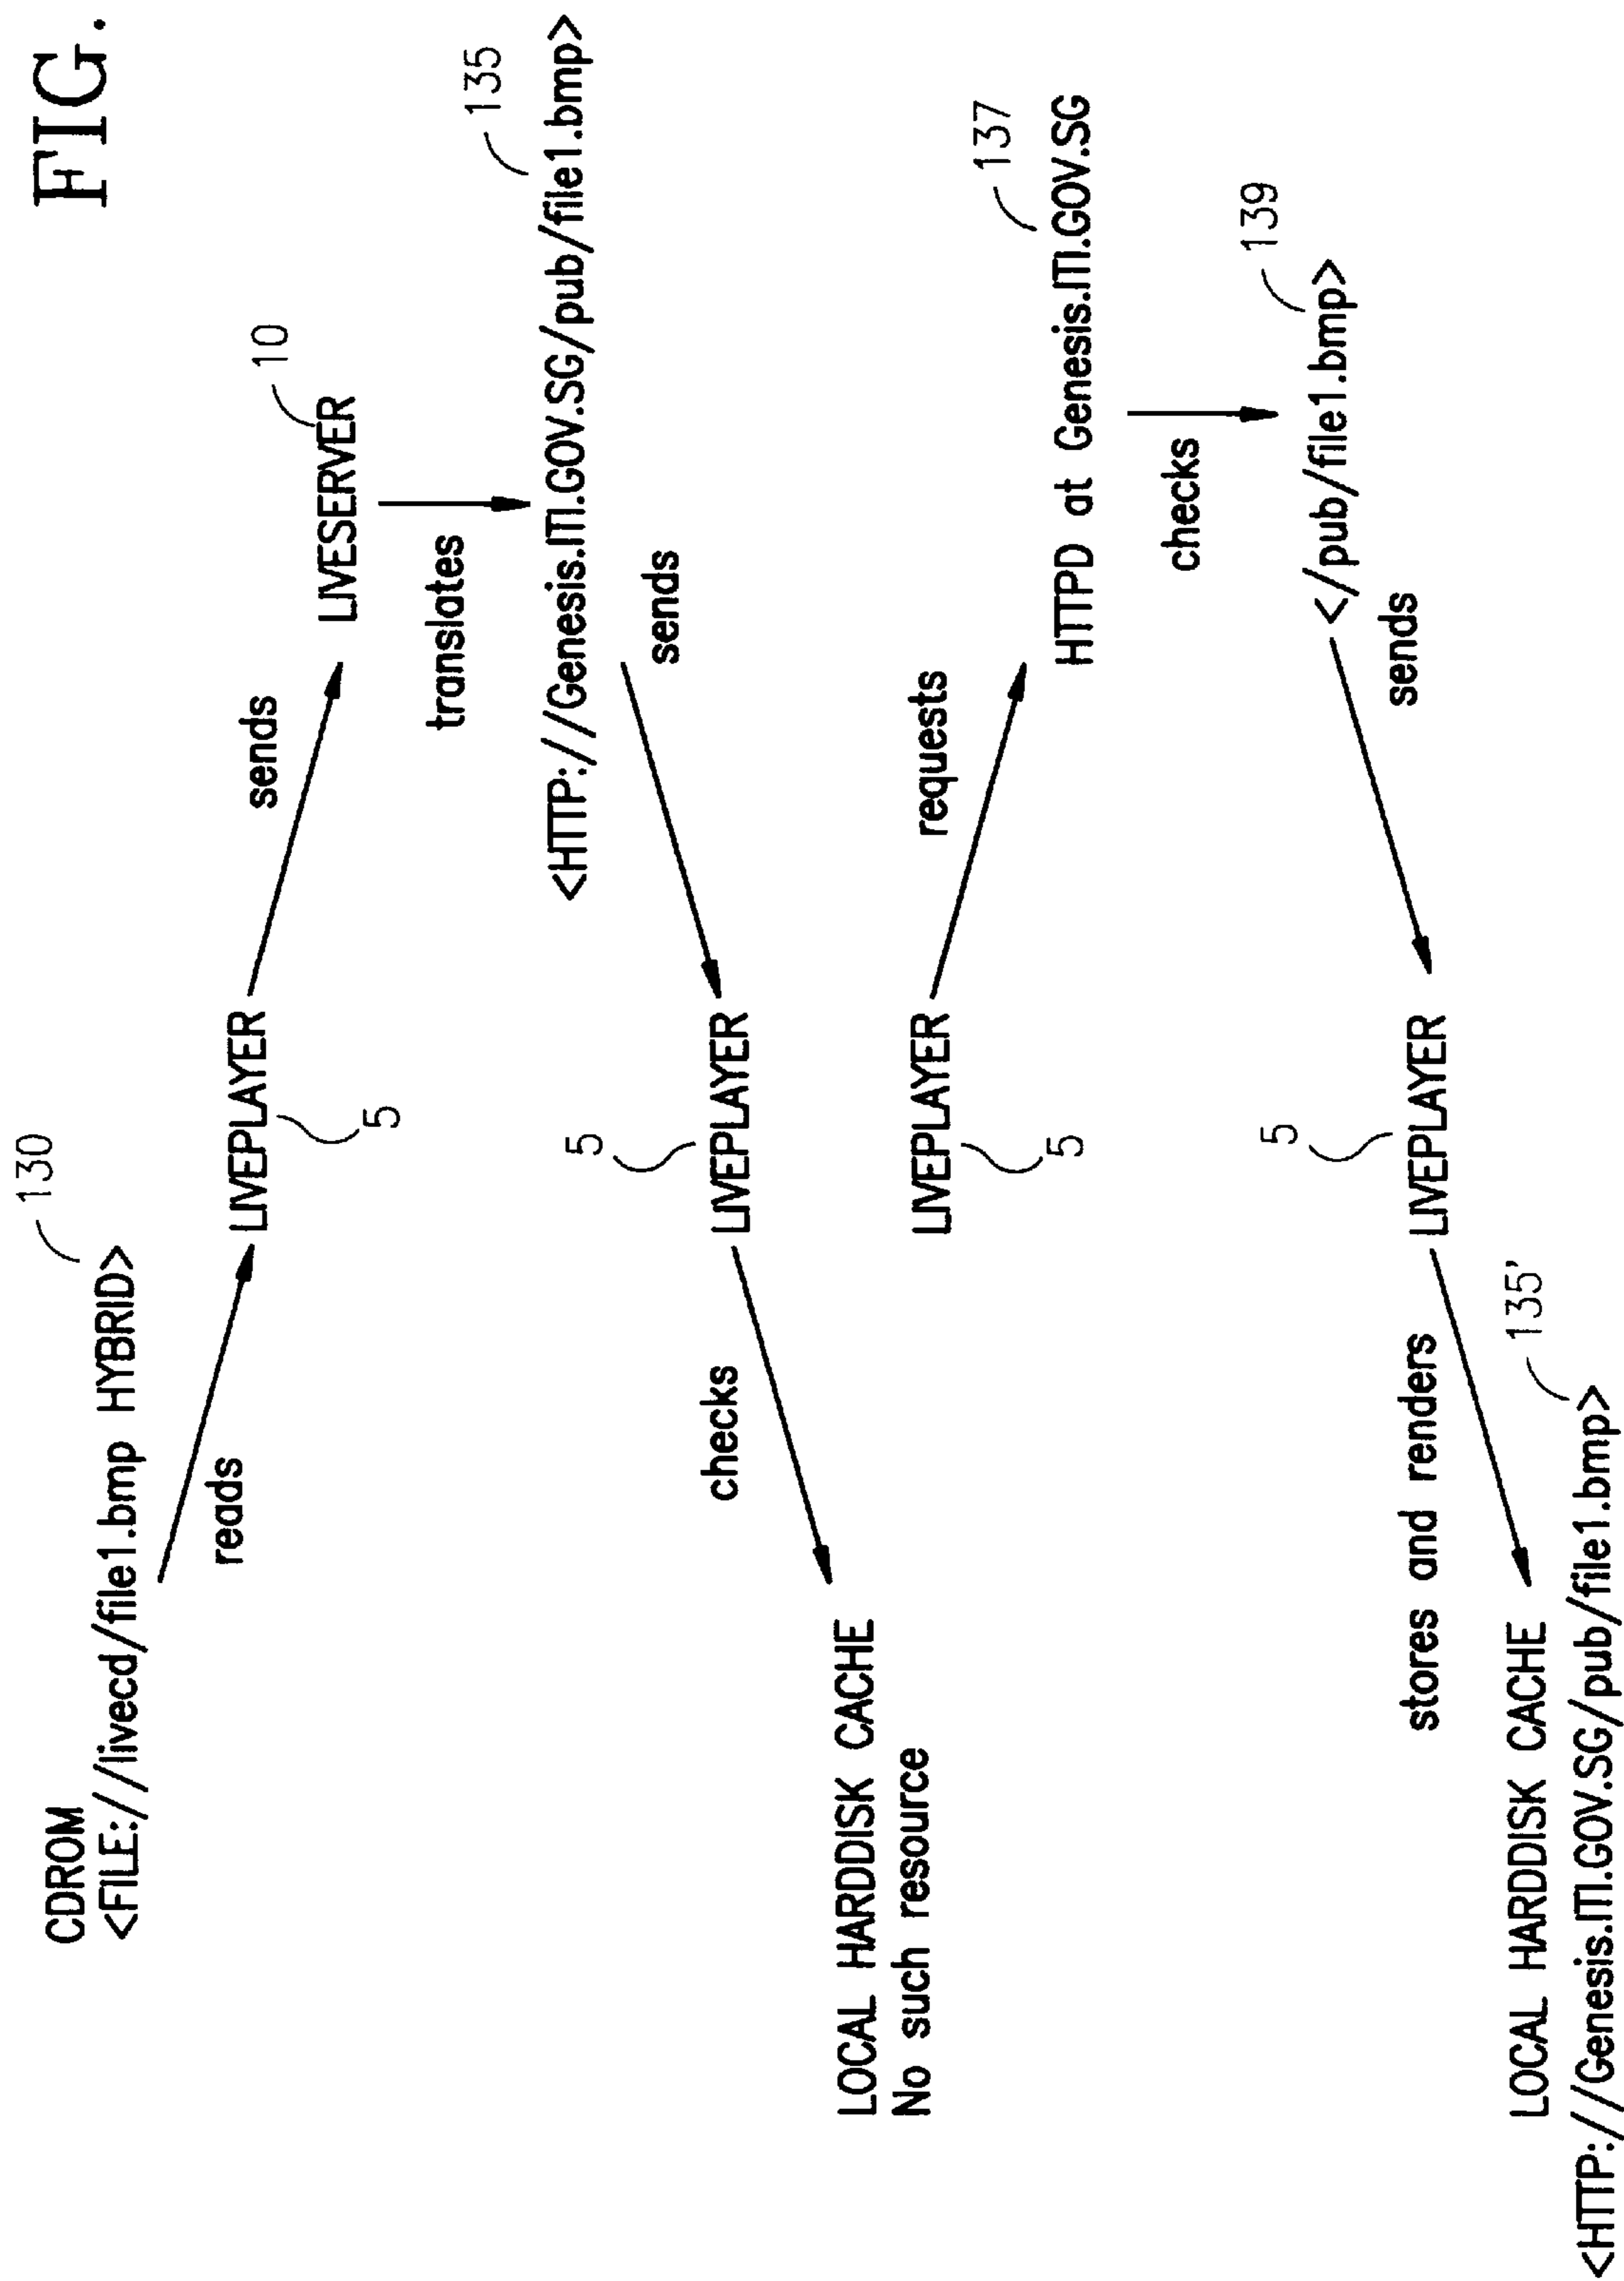 FIG.
CDROM
<FILE://livecd/file1.bmp HYBRID>
130
reads
LIVEPLAYER
5
sends
LIVESERVER
10
translates
<HTTP://Genesis.ITI.GOV.SG/pub/file1.bmp>
135
sends
5
LIVEPLAYER
checks
LOCAL HARDDISK CACHE
No such resource
LIVEPLAYER
5
requests
HTTPD at Genesis.ITI.GOV.SG
137
checks
</pub/file1.bmp>
139
sends
5
LIVEPLAYER
stores and renders
LOCAL HARDDISK CACHE
<HTTP://Genesis.ITI.GOV.SG/pub/file1.bmp>
135'